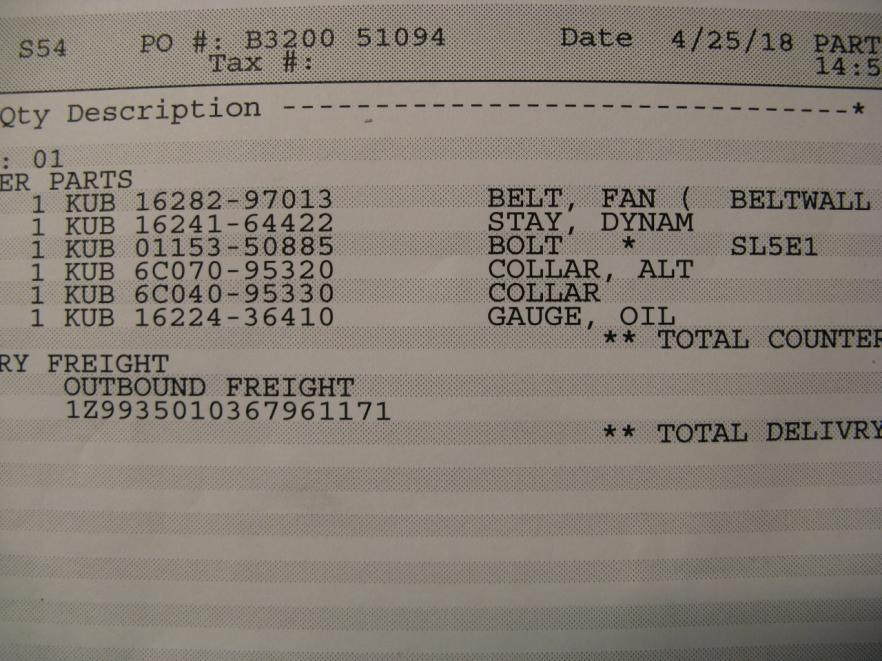 S54 PO #: B3200 51094 Date 4/25/18 PART
Tax #: 14:5
Qty Description --------------------------------*
: 01
ER PARTS
1 KUB 16282-97013 BELT, FAN ( BELTWALL
1 KUB 16241-64422 STAY, DYNAM
1 KUB 01153-50885 BOLT * SL5E1
1 KUB 6C070-95320 COLLAR, ALT
1 KUB 6C040-95330 COLLAR
1 KUB 16224-36410 GAUGE, OIL
** TOTAL COUNTER
RY FREIGHT
OUTBOUND FREIGHT
1Z9935010367961171
** TOTAL DELIVRY